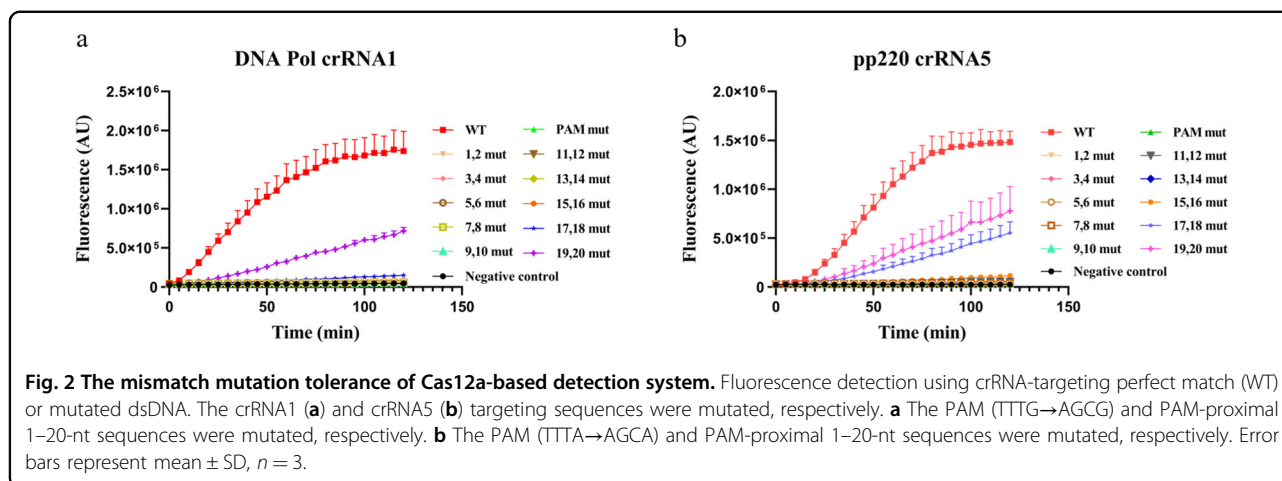 a
DNA Pol crRNA1
2.5×10⁶
2.0×10⁶
1.5×10⁶
1.0×10⁶
5.0×10⁵
0
Fluorescence (AU)
0
50
100
150
Time (min)
WT
PAM mut
1,2 mut
11,12 mut
3,4 mut
13,14 mut
5,6 mut
15,16 mut
7,8 mut
17,18 mut
9,10 mut
19,20 mut
Negative control
b
pp220 crRNA5
2.0×10⁶
1.5×10⁶
1.0×10⁶
5.0×10⁵
0
Fluorescence (AU)
0
50
100
150
Time (min)
WT
PAM mut
1,2 mut
11,12 mut
3,4 mut
13,14 mut
5,6 mut
15,16 mut
7,8 mut
17,18 mut
9,10 mut
19,20 mut
Negative control
Fig. 2 The mismatch mutation tolerance of Cas12a-based detection system. Fluorescence detection using crRNA-targeting perfect match (WT)
or mutated dsDNA. The crRNA1 (a) and crRNA5 (b) targeting sequences were mutated, respectively. a The PAM (TTTG→AGCG) and PAM-proximal
1–20-nt sequences were mutated, respectively. b The PAM (TTTA→AGCA) and PAM-proximal 1–20-nt sequences were mutated, respectively. Error
bars represent mean ± SD, n = 3.